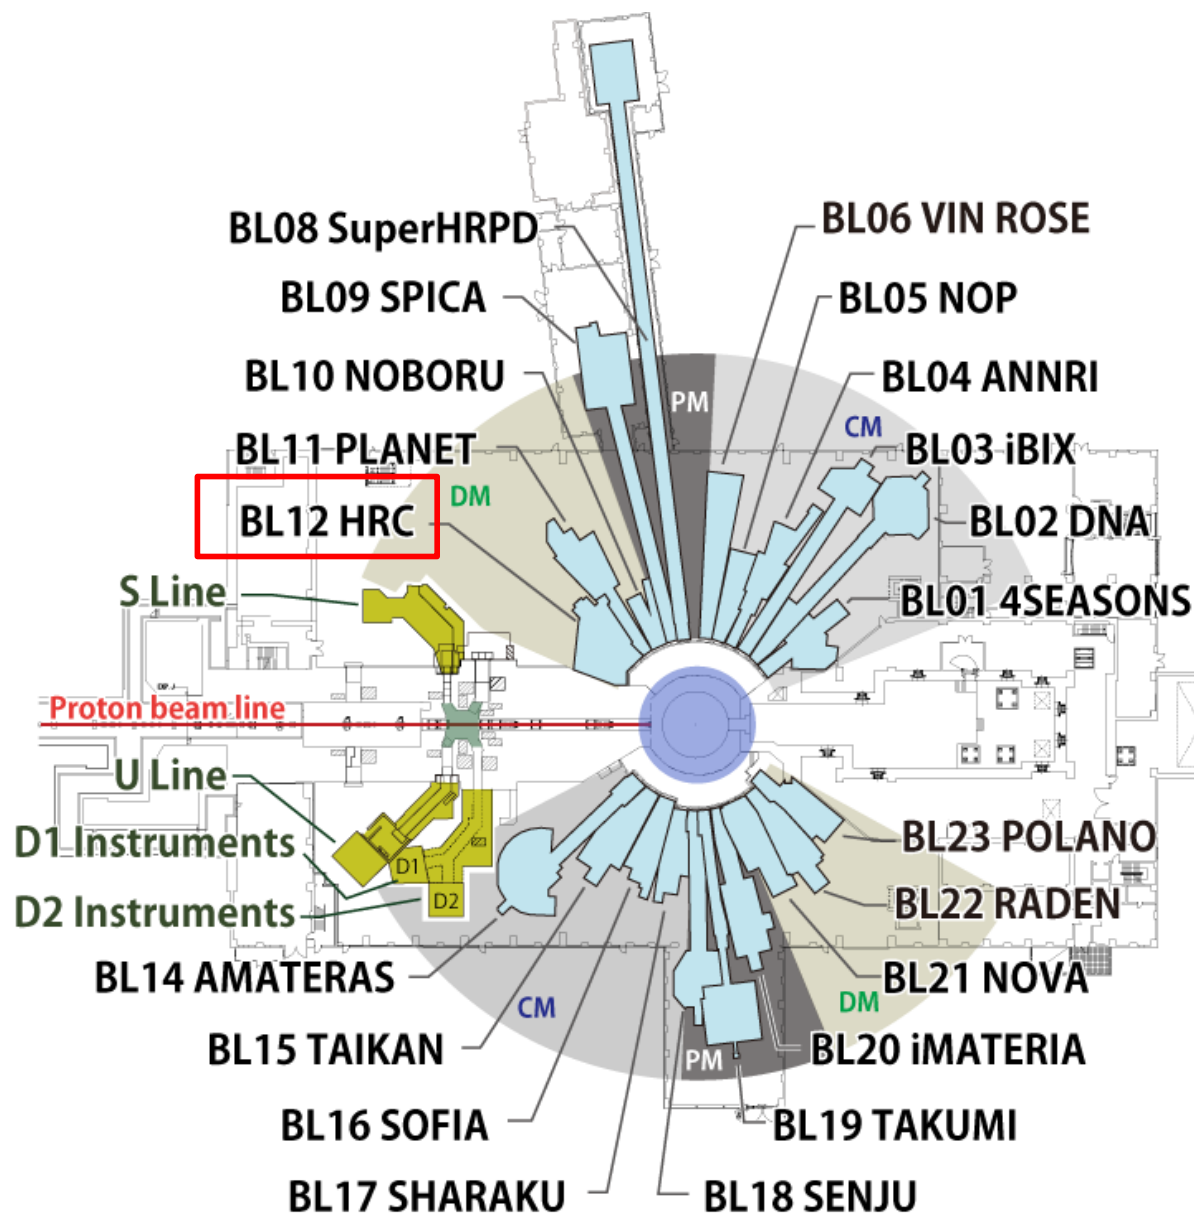 BL08 SuperHRPD
BL06 VIN ROSE
BL09 SPICA
BL05 NOP
BL10 NOBORU
PM
BL04 ANNRI
CM
BL11 PLANET
BL03 iBIX
DM
BL12 HRC
BL02 DNA
S Line
BL01 4SEASONS
Proton beam line
U Line
D1 Instruments
BL23 POLANO
D1
D2
D2 Instruments
BL22 RADEN
BL14 AMATERAS
BL21 NOVA
CM
DM
BL15 TAIKAN
PM
BL20 iMATERIA
BL16 SOFIA
BL19 TAKUMI
BL17 SHARAKU
BL18 SENJU